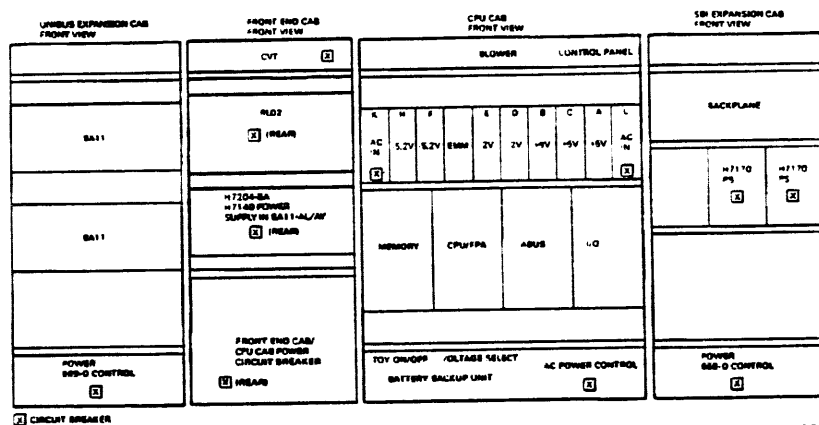 UNIBUS EXPANSION CAB
FRONT VIEW
BA11
BA11
POWER
CONTROL
X
FRONT END CAB
FRONT VIEW
CVT X
RL02
X (REAR)
H7204-BA
H7140 POWER
SUPPLY IN BA11-AL/AV
X (REAR)
FRONT END CAB/
CPU CAB POWER
CIRCUIT BREAKER
X (REAR)
CPU CAB
FRONT VIEW
BLOWER CONTROL PANEL
K H F E D B C A L
AC IN 5.2V 5.2V EMM 2V 2V +5V +5V AC IN
X X
MEMORY CPU/FPA ABUS I/O
TOY ON/OFF VOLTAGE SELECT
BATTERY BACKUP UNIT AC POWER CONTROL
X
SBI EXPANSION CAB
FRONT VIEW
BACKPLANE
H7170 H7170
PS PS
X X
POWER
CONTROL
X
X CIRCUIT BREAKER